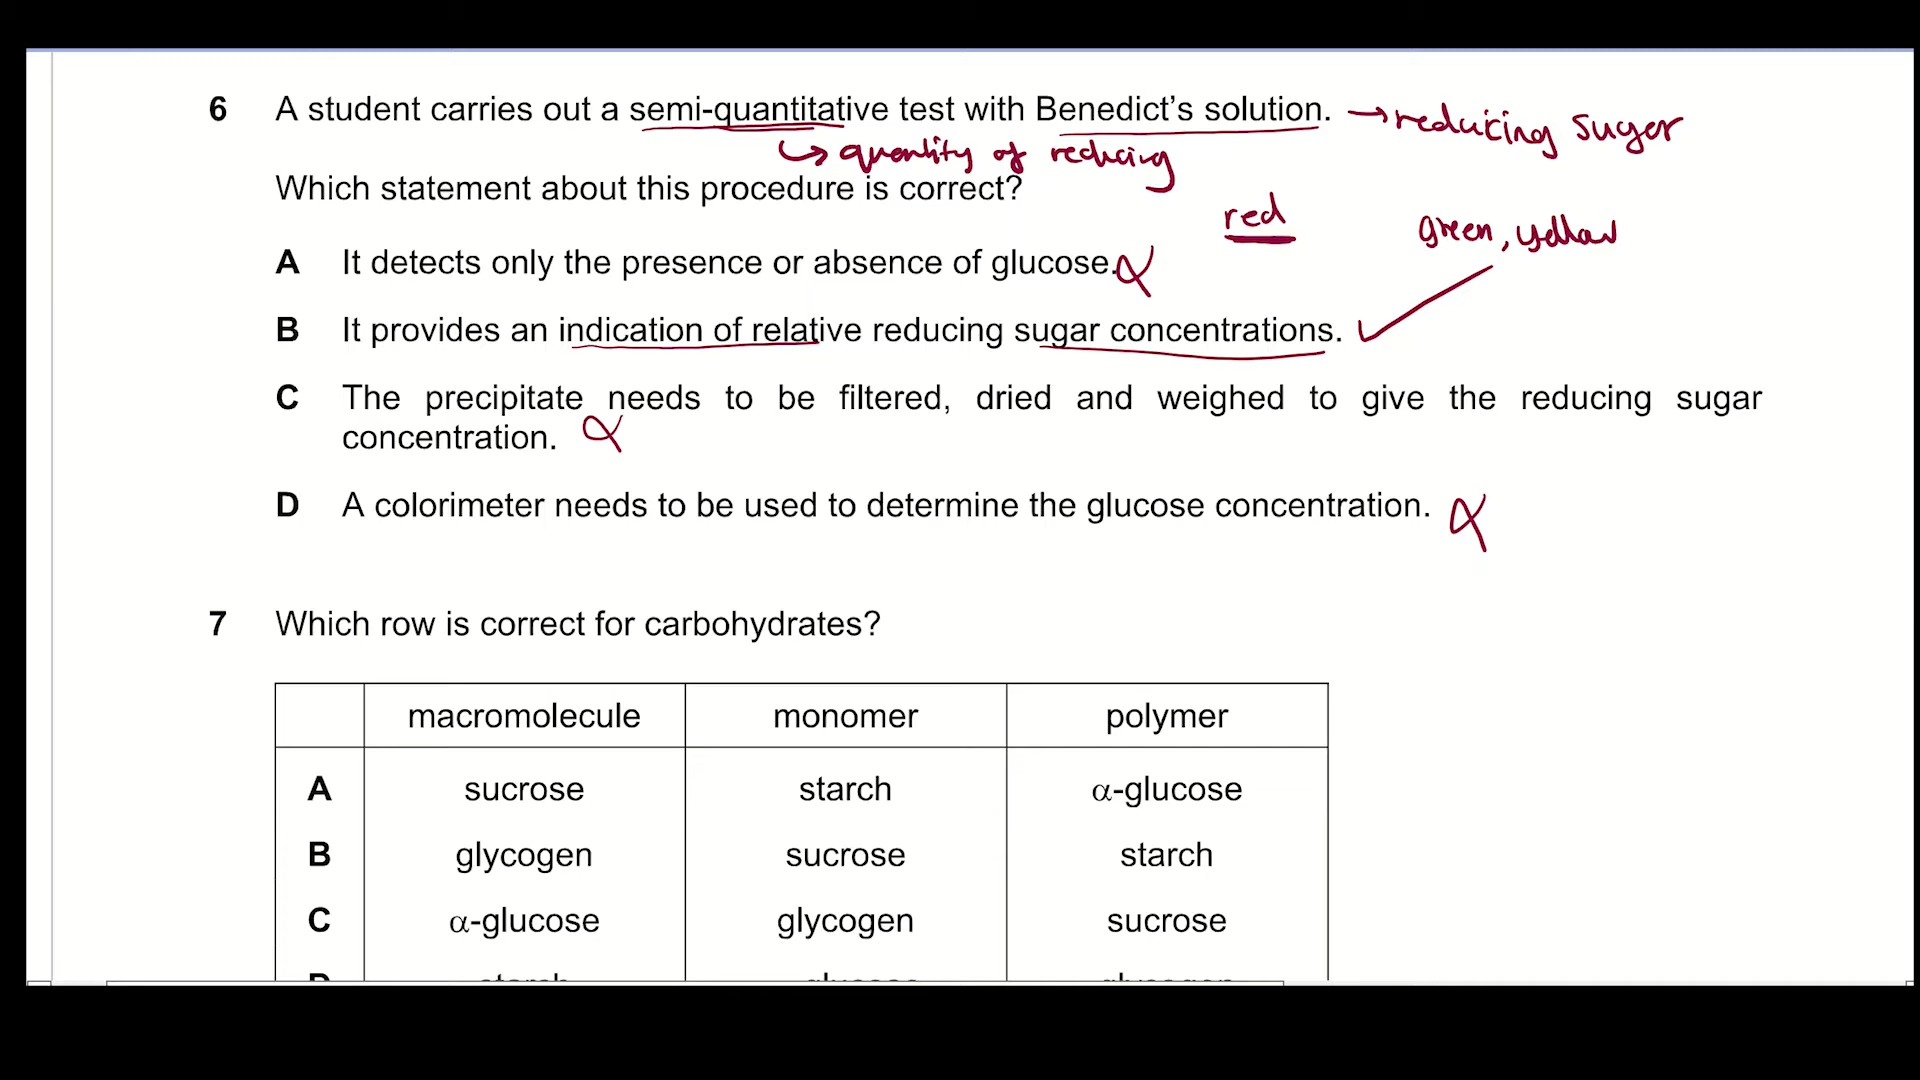 6 A student carries out a semi-quantitative test with Benedict's solution. →reducing sugar
↳ quantity of reducing
Which statement about this procedure is correct?
red
green, yellow
A It detects only the presence or absence of glucose.
B It provides an indication of relative reducing sugar concentrations.
C The precipitate needs to be filtered, dried and weighed to give the reducing sugar
concentration.
D A colorimeter needs to be used to determine the glucose concentration.
7 Which row is correct for carbohydrates?
macromolecule monomer polymer
A sucrose starch α-glucose
B glycogen sucrose starch
C α-glucose glycogen sucrose